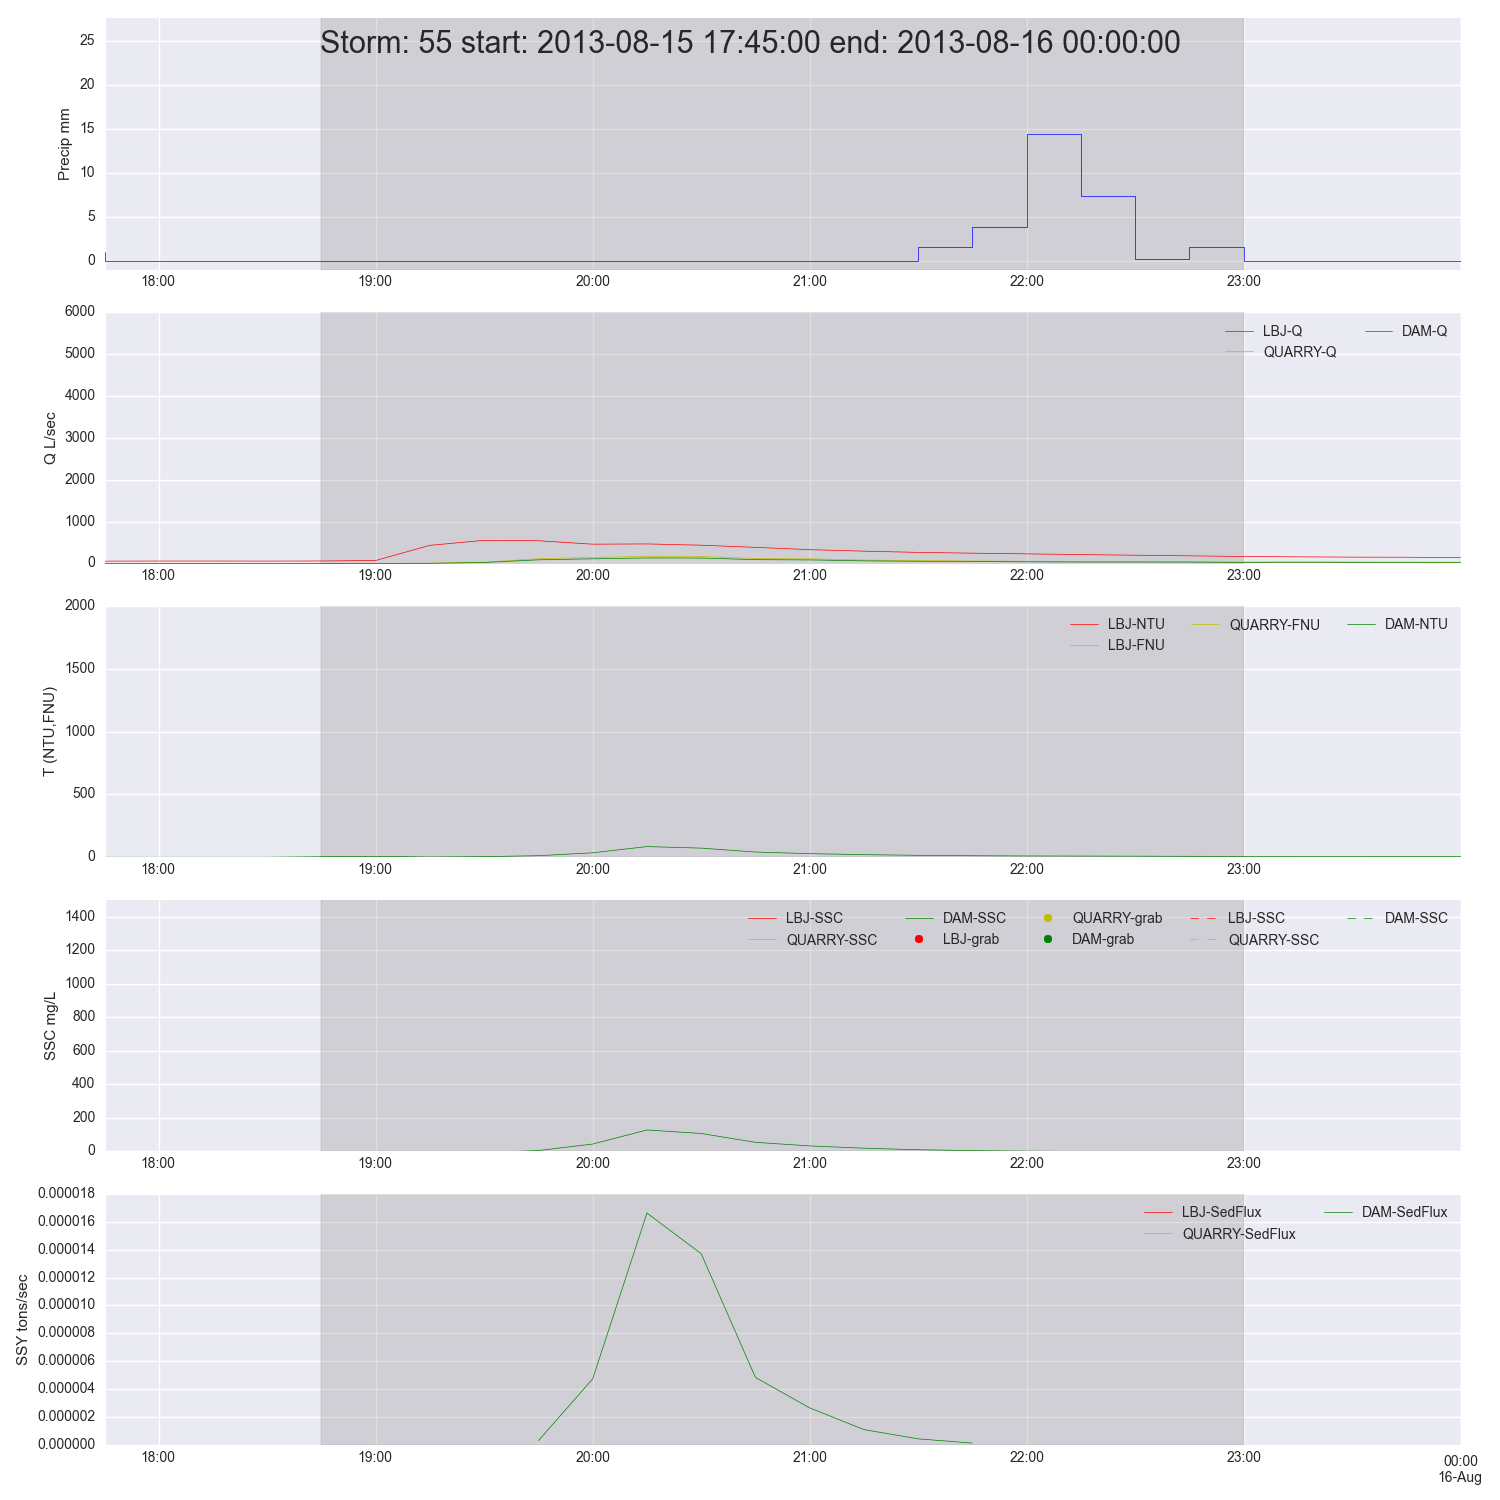 Storm: 55 start: 2013-08-15 17:45:00 end: 2013-08-16 00:00:00
Precip mm
25
20
15
10
5
0
18:00 19:00 20:00 21:00 22:00 23:00
Q L/sec
6000
5000
4000
3000
2000
1000
0
LBJ-Q DAM-Q
QUARRY-Q
18:00 19:00 20:00 21:00 22:00 23:00
T (NTU,FNU)
2000
1500
1000
500
0
LBJ-NTU QUARRY-FNU DAM-NTU
LBJ-FNU
18:00 19:00 20:00 21:00 22:00 23:00
SSC mg/L
1400
1200
1000
800
600
400
200
0
LBJ-SSC DAM-SSC QUARRY-grab LBJ-SSC DAM-SSC
QUARRY-SSC LBJ-grab DAM-grab QUARRY-SSC
18:00 19:00 20:00 21:00 22:00 23:00
SSY tons/sec
0.000018
0.000016
0.000014
0.000012
0.000010
0.000008
0.000006
0.000004
0.000002
0.000000
LBJ-SedFlux DAM-SedFlux
QUARRY-SedFlux
18:00 19:00 20:00 21:00 22:00 23:00 00:00
16-Aug